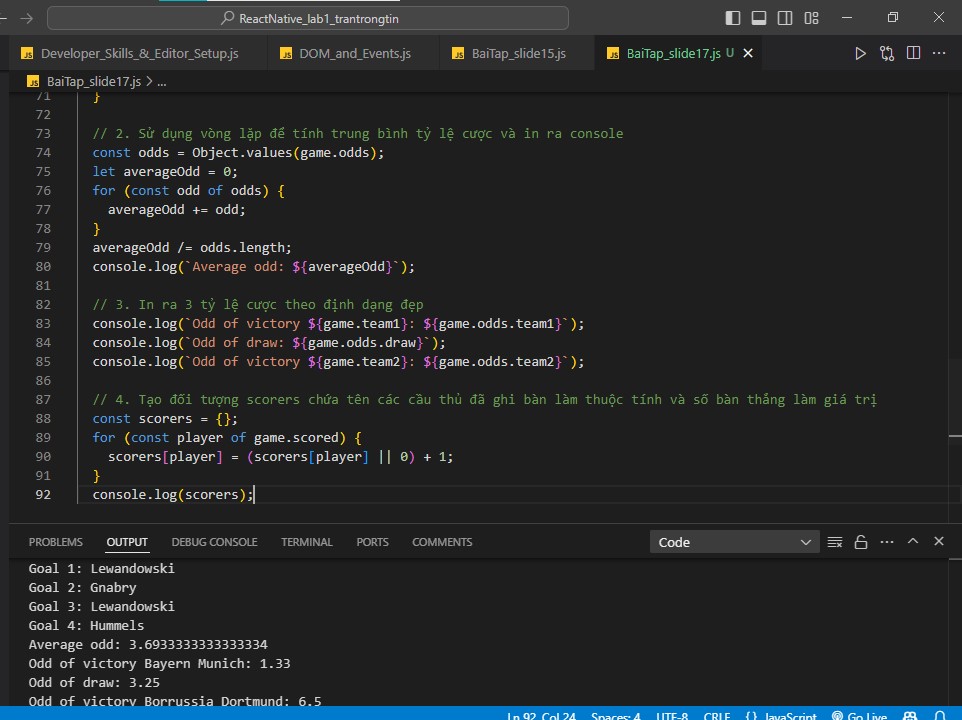 ReactNative_lab1_trantrongtin
JS Developer_Skills_&_Editor_Setup.js JS DOM_and_Events.js JS BaiTap_slide15.js JS BaiTap_slide17.js U
JS BaiTap_slide17.js > ...
71 }
72
73 // 2. Sử dụng vòng lặp để tính trung bình tỷ lệ cược và in ra console
74 const odds = Object.values(game.odds);
75 let averageOdd = 0;
76 for (const odd of odds) {
77 averageOdd += odd;
78 }
79 averageOdd /= odds.length;
80 console.log(`Average odd: ${averageOdd}`);
81
82 // 3. In ra 3 tỷ lệ cược theo định dạng đẹp
83 console.log(`Odd of victory ${game.team1}: ${game.odds.team1}`);
84 console.log(`Odd of draw: ${game.odds.draw}`);
85 console.log(`Odd of victory ${game.team2}: ${game.odds.team2}`);
86
87 // 4. Tạo đối tượng scorers chứa tên các cầu thủ đã ghi bàn làm thuộc tính và số bàn thắng làm giá trị
88 const scorers = {};
89 for (const player of game.scored) {
90 scorers[player] = (scorers[player] || 0) + 1;
91 }
92 console.log(scorers);
PROBLEMS OUTPUT DEBUG CONSOLE TERMINAL PORTS COMMENTS Code
Goal 1: Lewandowski
Goal 2: Gnabry
Goal 3: Lewandowski
Goal 4: Hummels
Average odd: 3.6933333333333334
Odd of victory Bayern Munich: 1.33
Odd of draw: 3.25
Odd of victory Borrussia Dortmund: 6.5
Ln 92, Col 24 Spaces: 4 UTF-8 CRLF {} JavaScript Go Live